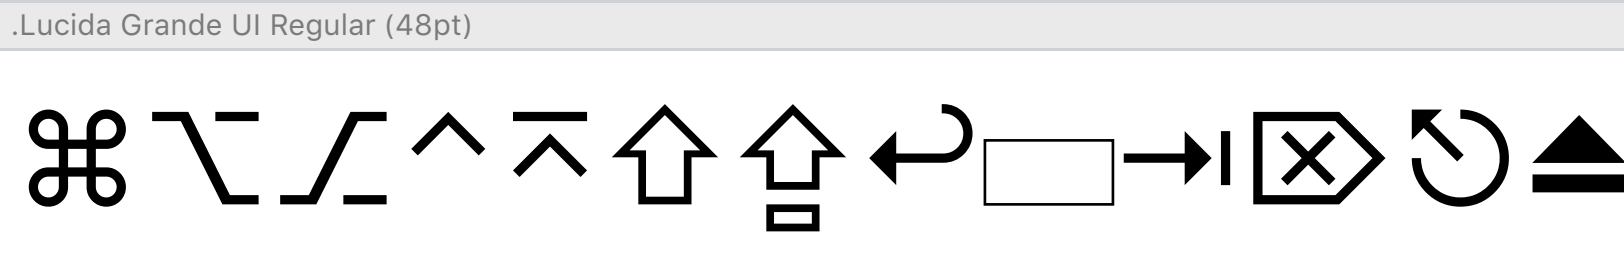 .Lucida Grande UI Regular (48pt)
⌘⌥⎇⌃⌤⇧⇪↩▭⇥⌦⎋⏏